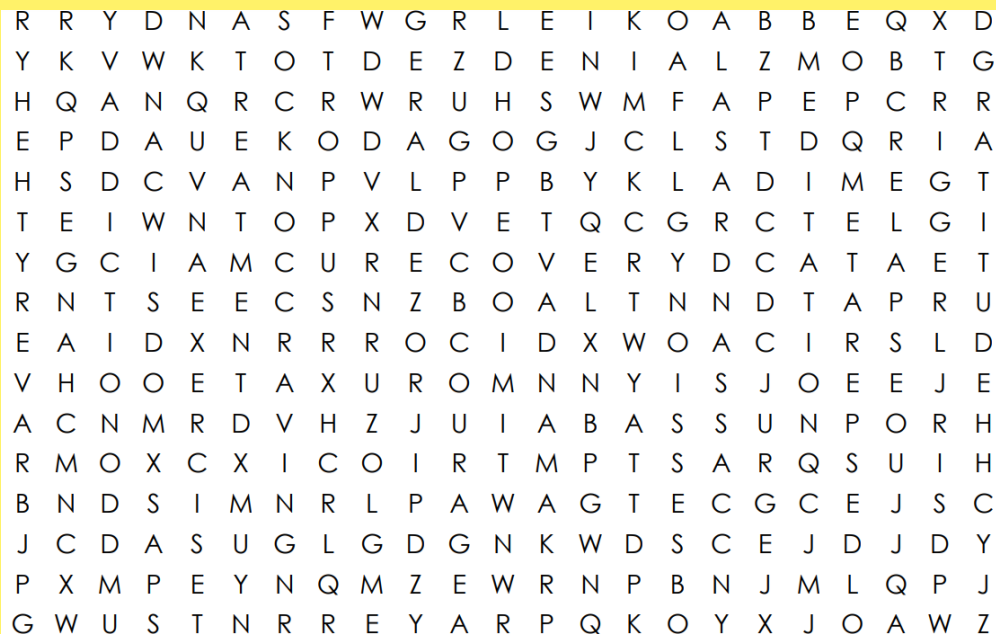 R R Y D N A S F W G R L E I K O A B B E Q X D
Y K V W K T O T D E Z D E N I A L Z M O B T G
H Q A N Q R C R W R U H S W M F A P E P C R R
E P D A U E K O D A G O G J C L S T D Q R I A
H S D C V A N P V L P P B Y K L A D I M E G T
T E I W N T O P X D V E T Q C G R C T E L G I
Y G C I A M C U R E C O V E R Y D C A T A E T
R N T S E E C S N Z B O A L T N N D T A P R U
E A I D X N R R R O C I D X W O A C I R S L D
V H O O E T A X U R O M N N Y I S J O E E J E
A C N M R D V H Z J U I A B A S S U N P O R H
R M O X C X I C O I R T M P T S A R Q S U I H
B N D S I M N R L P A W A G T E C G C E J S C
J C D A S U G L G D G N K W D S C E J D J D Y
P X M P E Y N Q M Z E W R N P B N J M L Q P J
G W U S T N R R E Y A R P Q K O Y X J O A W Z